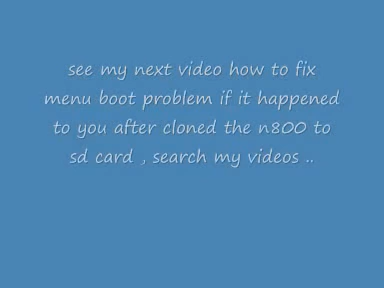 see my next video how to fix
menu boot problem if it happened
to you after cloned the n800 to
sd card , search my videos ..